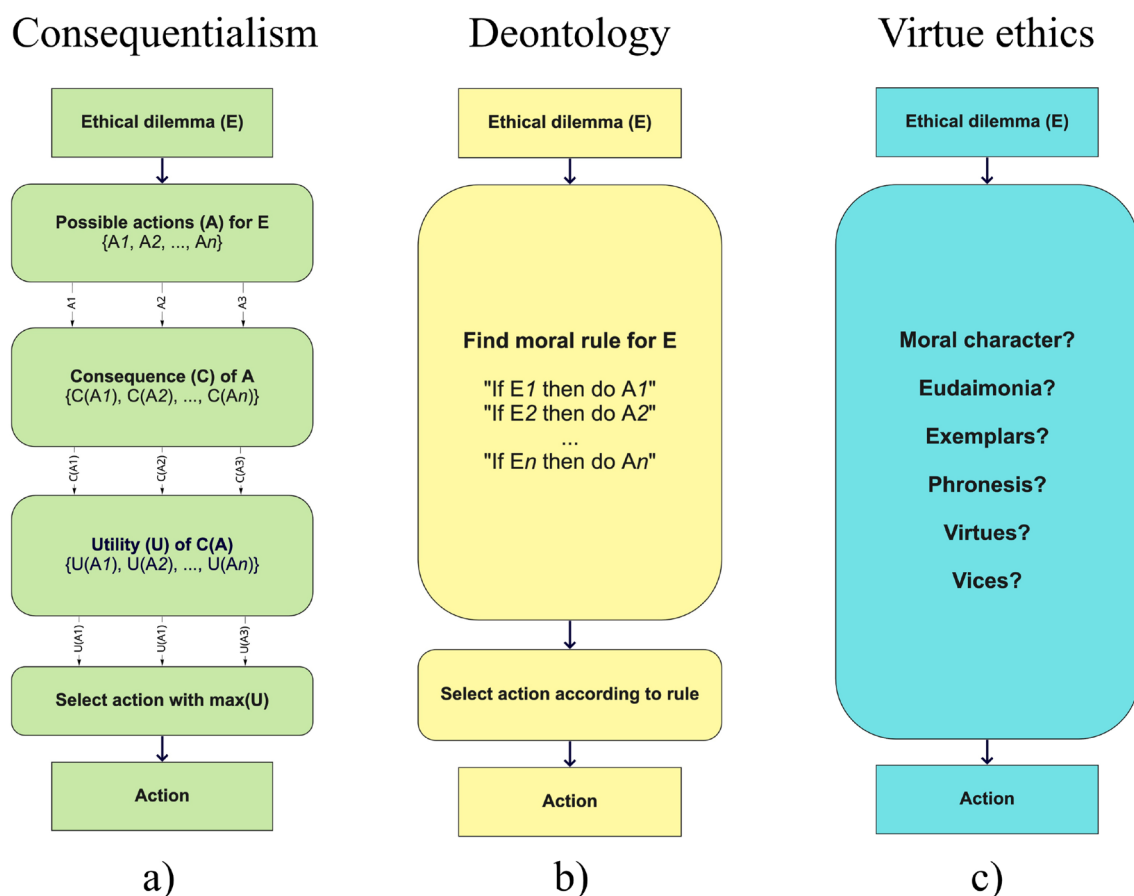 Consequentialism
Ethical dilemma (E)
Possible actions (A) for E
{A1, A2, ..., An}
A1
A2
A3
Consequence (C) of A
{C(A1), C(A2), ..., C(An)}
C(A1)
C(A2)
C(A3)
Utility (U) of C(A)
{U(A1), U(A2), ..., U(An)}
U(A1)
U(A1)
U(A3)
Select action with max(U)
Action
a)
Deontology
Ethical dilemma (E)
Find moral rule for E
"If E1 then do A1"
"If E2 then do A2"
...
"If En then do An"
Select action according to rule
Action
b)
Virtue ethics
Ethical dilemma (E)
Moral character?
Eudaimonia?
Exemplars?
Phronesis?
Virtues?
Vices?
Action
c)